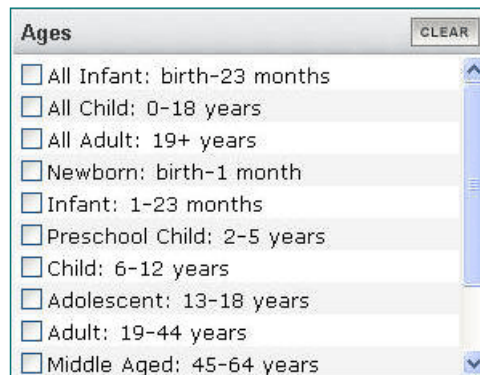 Ages CLEAR
All Infant: birth-23 months
All Child: 0-18 years
All Adult: 19+ years
Newborn: birth-1 month
Infant: 1-23 months
Preschool Child: 2-5 years
Child: 6-12 years
Adolescent: 13-18 years
Adult: 19-44 years
Middle Aged: 45-64 years